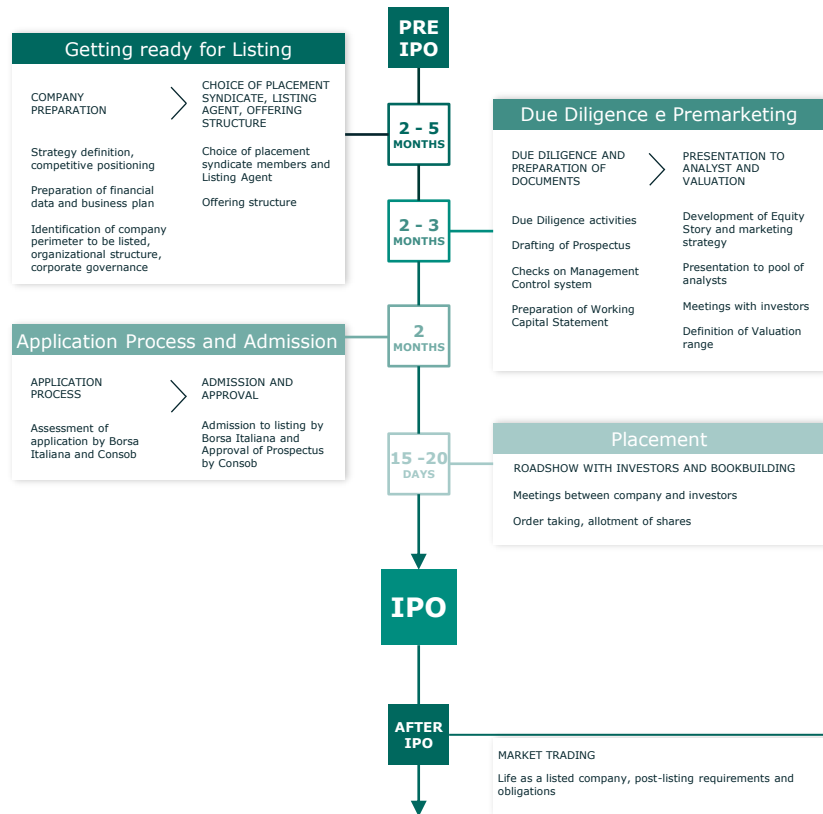 PRE
IPO
Getting ready for Listing
COMPANY
PREPARATION
CHOICE OF PLACEMENT
SYNDICATE, LISTING
AGENT, OFFERING
STRUCTURE
Strategy definition,
competitive positioning
Preparation of financial
data and business plan
Identification of company
perimeter to be listed,
organizational structure,
corporate governance
Choice of placement
syndicate members and
Listing Agent
Offering structure
2 - 5
MONTHS
Due Diligence e Premarketing
DUE DILIGENCE AND
PREPARATION OF
DOCUMENTS
PRESENTATION TO
ANALYST AND
VALUATION
Due Diligence activities
Drafting of Prospectus
Checks on Management
Control system
Preparation of Working
Capital Statement
Development of Equity
Story and marketing
strategy
Presentation to pool of
analysts
Meetings with investors
Definition of Valuation
range
2 - 3
MONTHS
Application Process and Admission
APPLICATION
PROCESS
ADMISSION AND
APPROVAL
Assessment of
application by Borsa
Italiana and Consob
Admission to listing by
Borsa Italiana and
Approval of Prospectus
by Consob
2
MONTHS
Placement
ROADSHOW WITH INVESTORS AND BOOKBUILDING
Meetings between company and investors
Order taking, allotment of shares
15 -20
DAYS
IPO
AFTER
IPO
MARKET TRADING
Life as a listed company, post-listing requirements and
obligations